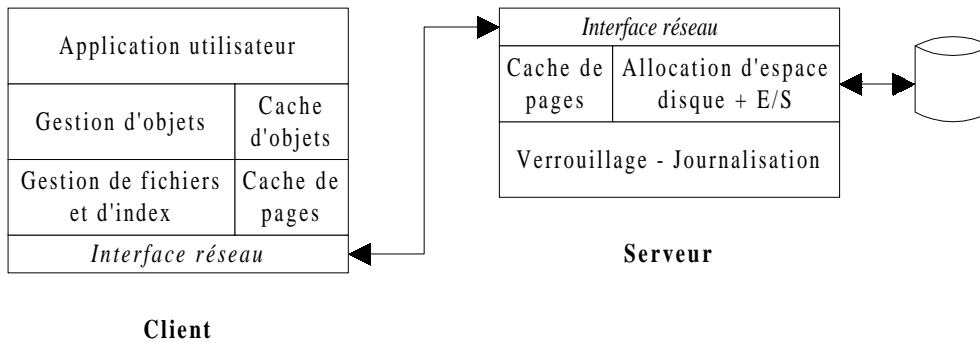 Application utilisateur
Gestion d'objets
Cache
d'objets
Gestion de fichiers
et d'index
Cache de
pages
Interface réseau
Client
Interface réseau
Cache de
pages
Allocation d'espace
disque + E/S
Verrouillage - Journalisation
Serveur